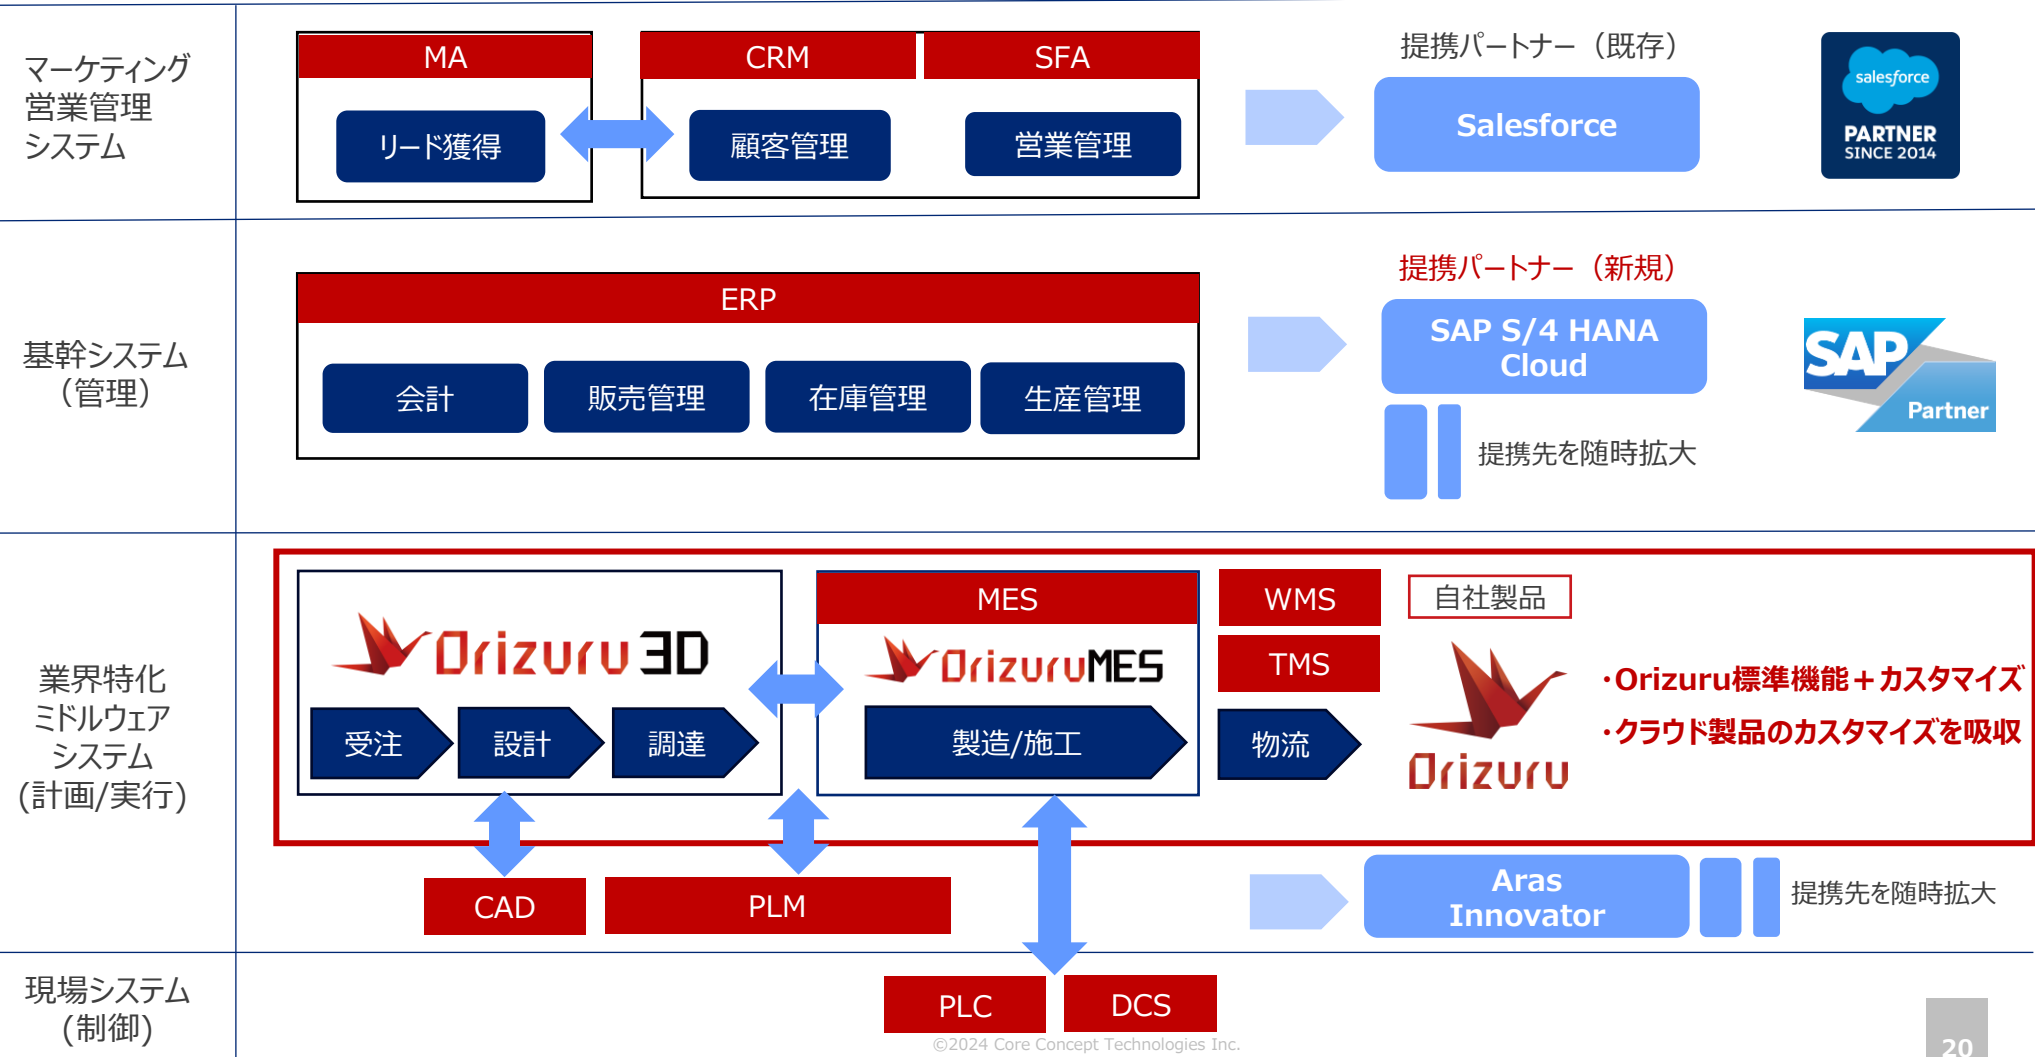 マーケティング
営業管理
システム
MA
CRM
SFA
リード獲得
顧客管理
営業管理
提携パートナー（既存）
Salesforce
salesforce
PARTNER
SINCE 2014
基幹システム
（管理）
ERP
会計
販売管理
在庫管理
生産管理
提携パートナー（新規）
SAP S/4 HANA
Cloud
提携先を随時拡大
SAP
Partner
業界特化
ミドルウェア
システム
(計画/実行)
Orizuru 3D
受注
設計
調達
MES
OrizuruMES
製造/施工
WMS
TMS
物流
自社製品
Orizuru
・Orizuru標準機能＋カスタマイズ
・クラウド製品のカスタマイズを吸収
CAD
PLM
Aras
Innovator
提携先を随時拡大
現場システム
(制御)
PLC
DCS
©2024 Core Concept Technologies Inc.
20